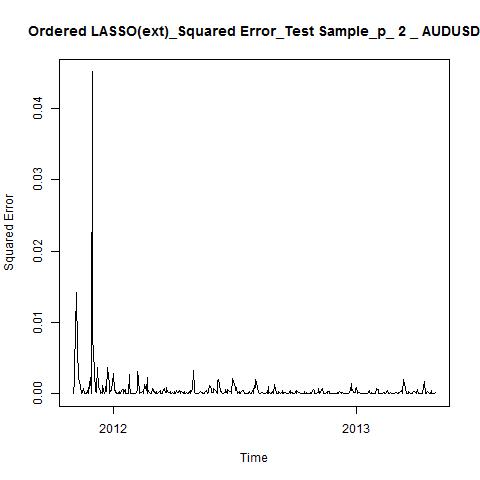 Ordered LASSO(ext)_Squared Error_Test Sample_p_ 2 _ AUDUSD
Squared Error
0.04
0.03
0.02
0.01
0.00
2012
2013
Time